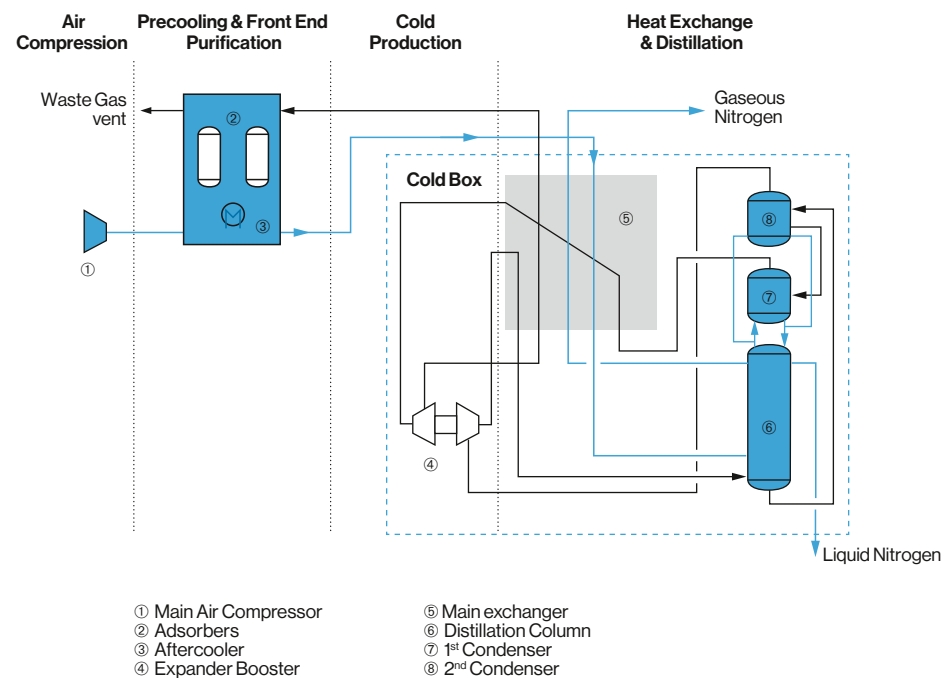 Air
Compression
Precooling & Front End
Purification
Cold
Production
Heat Exchange
& Distillation
Waste Gas
vent
②
Gaseous
Nitrogen
Cold Box
⑤
⑧
③
①
⑦
⑥
④
Liquid Nitrogen
① Main Air Compressor
② Adsorbers
③ Aftercooler
④ Expander Booster
⑤ Main exchanger
⑥ Distillation Column
⑦ 1st Condenser
⑧ 2nd Condenser